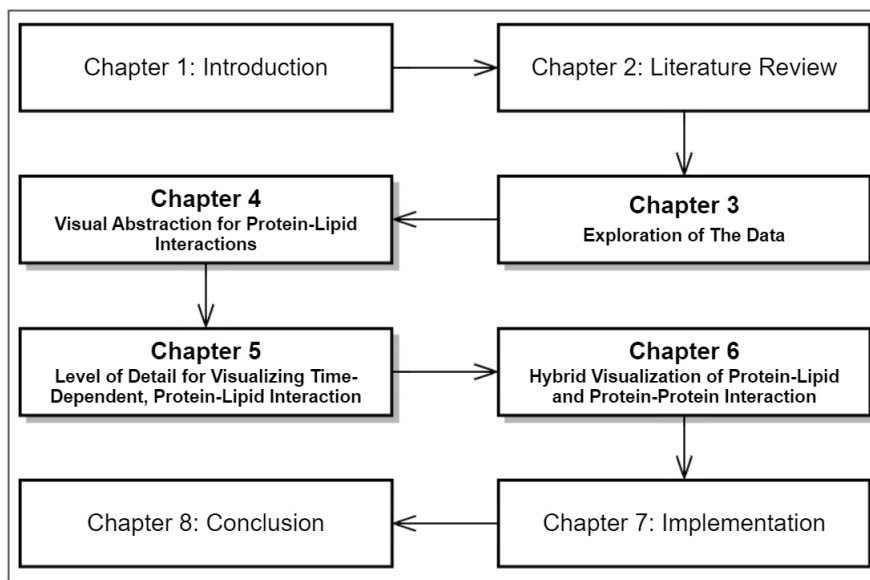 Chapter 1: Introduction
Chapter 2: Literature Review
Chapter 3
Exploration of The Data
Chapter 4
Visual Abstraction for Protein-Lipid
Interactions
Chapter 5
Level of Detail for Visualizing Time-
Dependent, Protein-Lipid Interaction
Chapter 6
Hybrid Visualization of Protein-Lipid
and Protein-Protein Interaction
Chapter 7: Implementation
Chapter 8: Conclusion